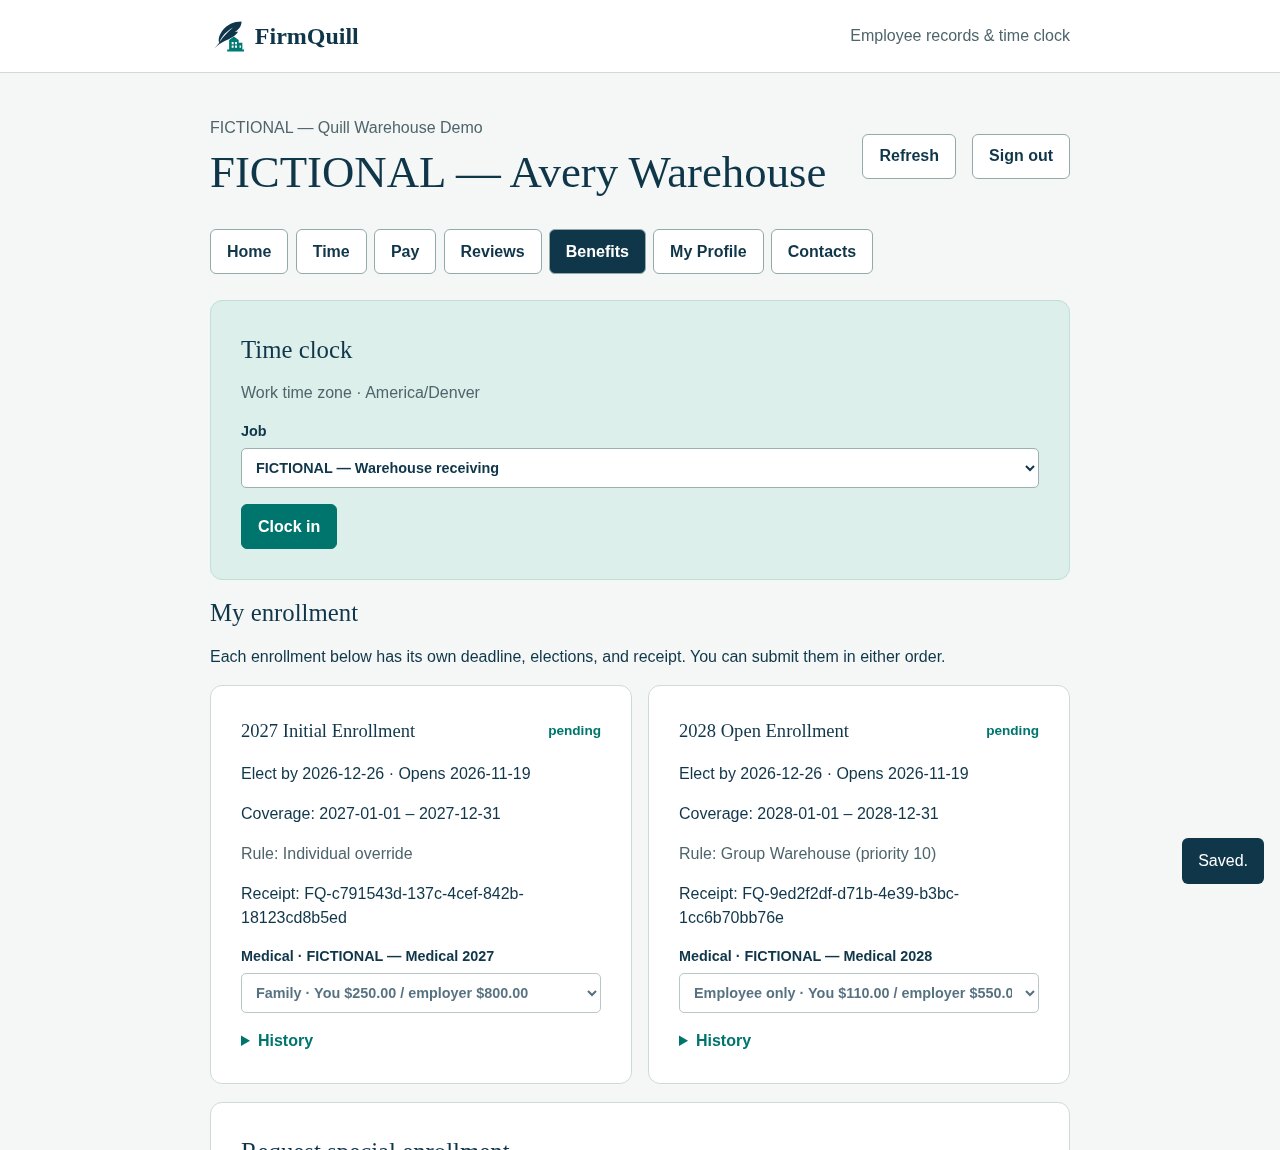 FirmQuill
Employee records & time clock
FICTIONAL — Quill Warehouse Demo
FICTIONAL — Avery Warehouse
Refresh
Sign out
Home
Time
Pay
Reviews
Benefits
My Profile
Contacts
Time clock
Work time zone · America/Denver
Job
FICTIONAL — Warehouse receiving
Clock in
My enrollment
Each enrollment below has its own deadline, elections, and receipt. You can submit them in either order.
2027 Initial Enrollment
pending
Elect by 2026-12-26 · Opens 2026-11-19
Coverage: 2027-01-01 – 2027-12-31
Rule: Individual override
Receipt: FQ-c791543d-137c-4cef-842b-
18123cd8b5ed
Medical · FICTIONAL — Medical 2027
Family · You $250.00 / employer $800.00
History
2028 Open Enrollment
pending
Elect by 2026-12-26 · Opens 2026-11-19
Coverage: 2028-01-01 – 2028-12-31
Rule: Group Warehouse (priority 10)
Receipt: FQ-9ed2f2df-d71b-4e39-b3bc-
1cc6b70bb76e
Medical · FICTIONAL — Medical 2028
Employee only · You $110.00 / employer $550.0
History
Saved.
Request special enrollment